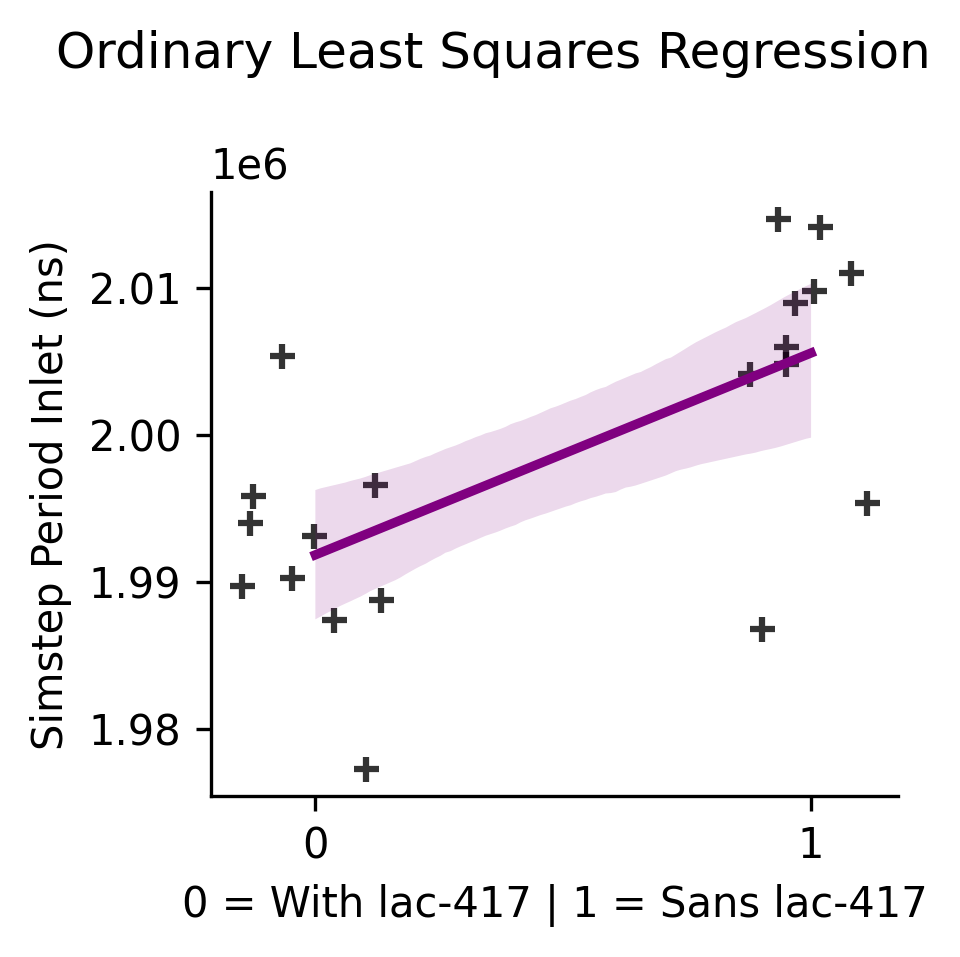 Ordinary Least Squares Regression
1e6
Simstep Period Inlet (ns)
2.01
2.00
1.99
1.98
0
1
0 = With lac-417 | 1 = Sans lac-417